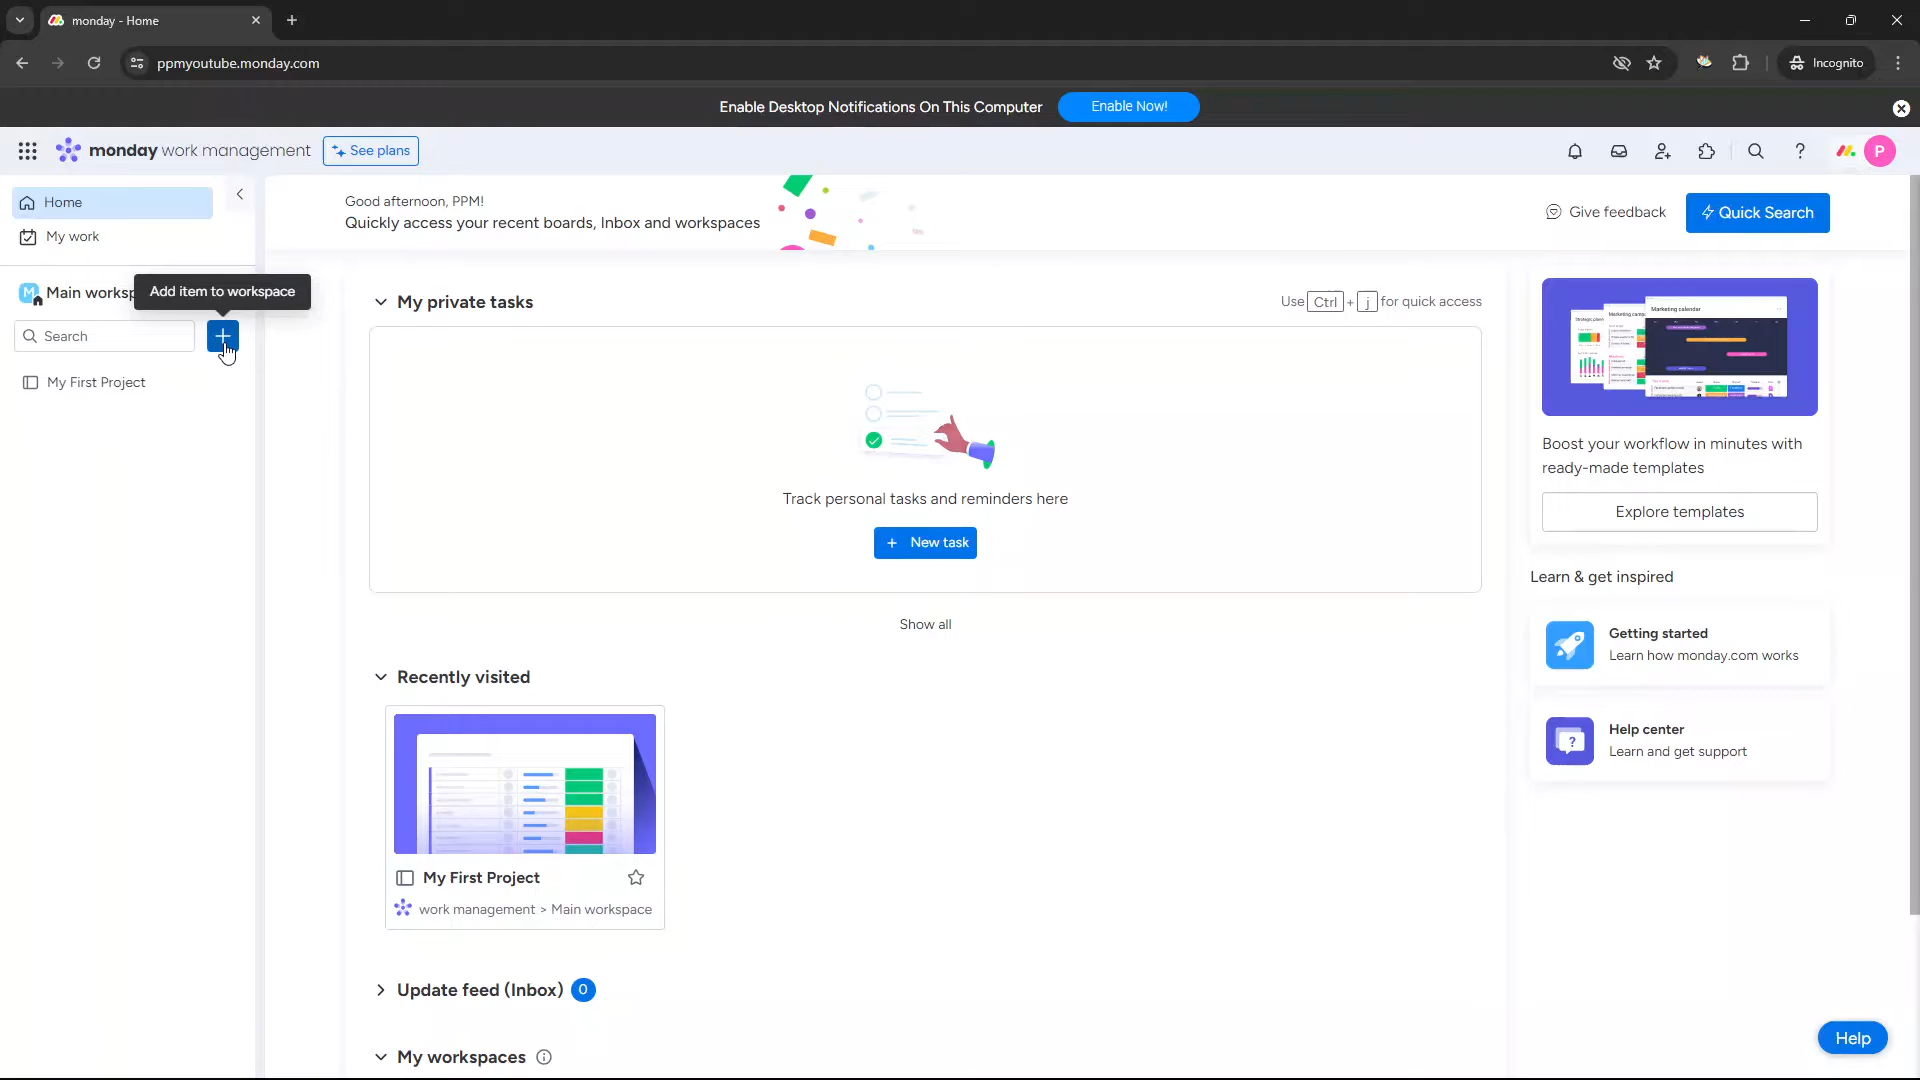 monday - Home
ppmyoutube.monday.com
Incognito
Enable Desktop Notifications On This Computer
Enable Now!
monday work management
See plans
P
Home
My work
Good afternoon, PPM!
Quickly access your recent boards, Inbox and workspaces
Give feedback
Quick Search
M
Main worksp
Add item to workspace
Search
My First Project
My private tasks
Use Ctrl + j for quick access
Track personal tasks and reminders here
New task
Show all
Marketing calendar
Boost your workflow in minutes with
ready-made templates
Explore templates
Learn & get inspired
Getting started
Learn how monday.com works
Help center
Learn and get support
Recently visited
My First Project
work management > Main workspace
Update feed (Inbox) 0
My workspaces
Help